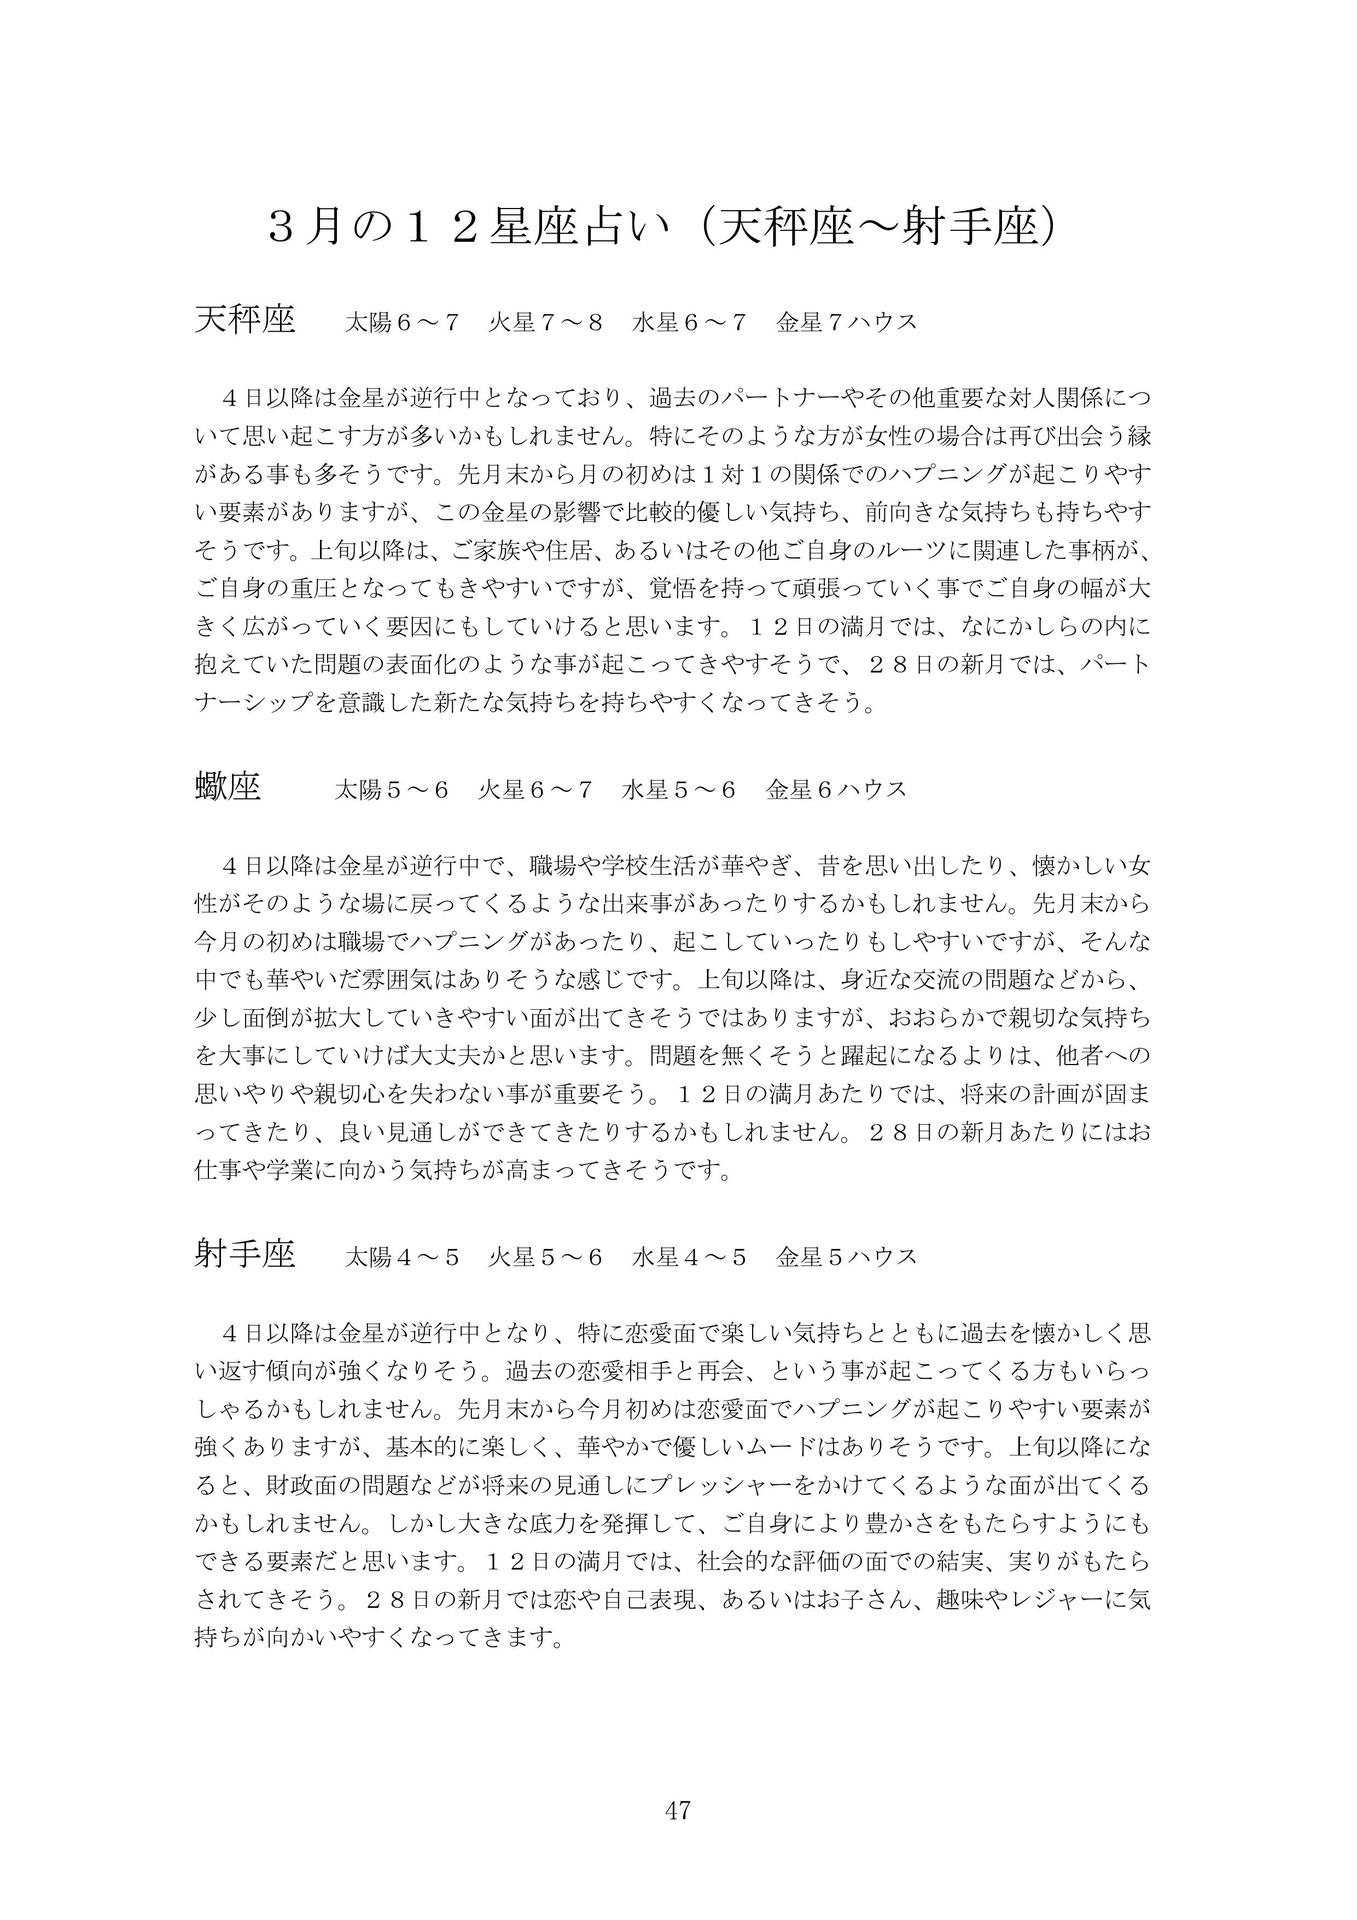 ３月の１２星座占い（天秤座～射手座）
天秤座　　太陽６～７　火星７～８　水星６～７　金星７ハウス
　４日以降は金星が逆行中となっており、過去のパートナーやその他重要な対人関係につ
いて思い起こす方が多いかもしれません。特にそのような方が女性の場合は再び出会う縁
がある事も多そうです。先月末から月の初めは１対１の関係でのハプニングが起こりやす
い要素がありますが、この金星の影響で比較的優しい気持ち、前向きな気持ちも持ちやす
そうです。上旬以降は、ご家族や住居、あるいはその他ご自身のルーツに関連した事柄が、
ご自身の重圧となってもきやすいですが、覚悟を持って頑張っていく事でご自身の幅が大
きく広がっていく要因にもしていけると思います。１２日の満月では、なにかしらの内に
抱えていた問題の表面化のような事が起こってきやすそうで、２８日の新月では、パート
ナーシップを意識した新たな気持ちを持ちやすくなってきそう。
蠍座　　　太陽５～６　火星６～７　水星５～６　金星６ハウス
　４日以降は金星が逆行中で、職場や学校生活が華やぎ、昔を思い出したり、懐かしい女
性がそのような場に戻ってくるような出来事があったりするかもしれません。先月末から
今月の初めは職場でハプニングがあったり、起こしていったりもしやすいですが、そんな
中でも華やいだ雰囲気はありそうな感じです。上旬以降は、身近な交流の問題などから、
少し面倒が拡大していきやすい面が出てきそうではありますが、おおらかで親切な気持ち
を大事にしていけば大丈夫かと思います。問題を無くそうと躍起になるよりは、他者への
思いやりや親切心を失わない事が重要そう。１２日の満月あたりでは、将来の計画が固ま
ってきたり、良い見通しができてきたりするかもしれません。２８日の新月あたりにはお
仕事や学業に向かう気持ちが高まってきそうです。
射手座　　太陽４～５　火星５～６　水星４～５　金星５ハウス
　４日以降は金星が逆行中となり、特に恋愛面で楽しい気持ちとともに過去を懐かしく思
い返す傾向が強くなりそう。過去の恋愛相手と再会、という事が起こってくる方もいらっ
しゃるかもしれません。先月末から今月初めは恋愛面でハプニングが起こりやすい要素が
強くありますが、基本的に楽しく、華やかで優しいムードはありそうです。上旬以降にな
ると、財政面の問題などが将来の見通しにプレッシャーをかけてくるような面が出てくる
かもしれません。しかし大きな底力を発揮して、ご自身により豊かさをもたらすようにも
できる要素だと思います。１２日の満月では、社会的な評価の面での結実、実りがもたら
されてきそう。２８日の新月では恋や自己表現、あるいはお子さん、趣味やレジャーに気
持ちが向かいやすくなってきます。
47